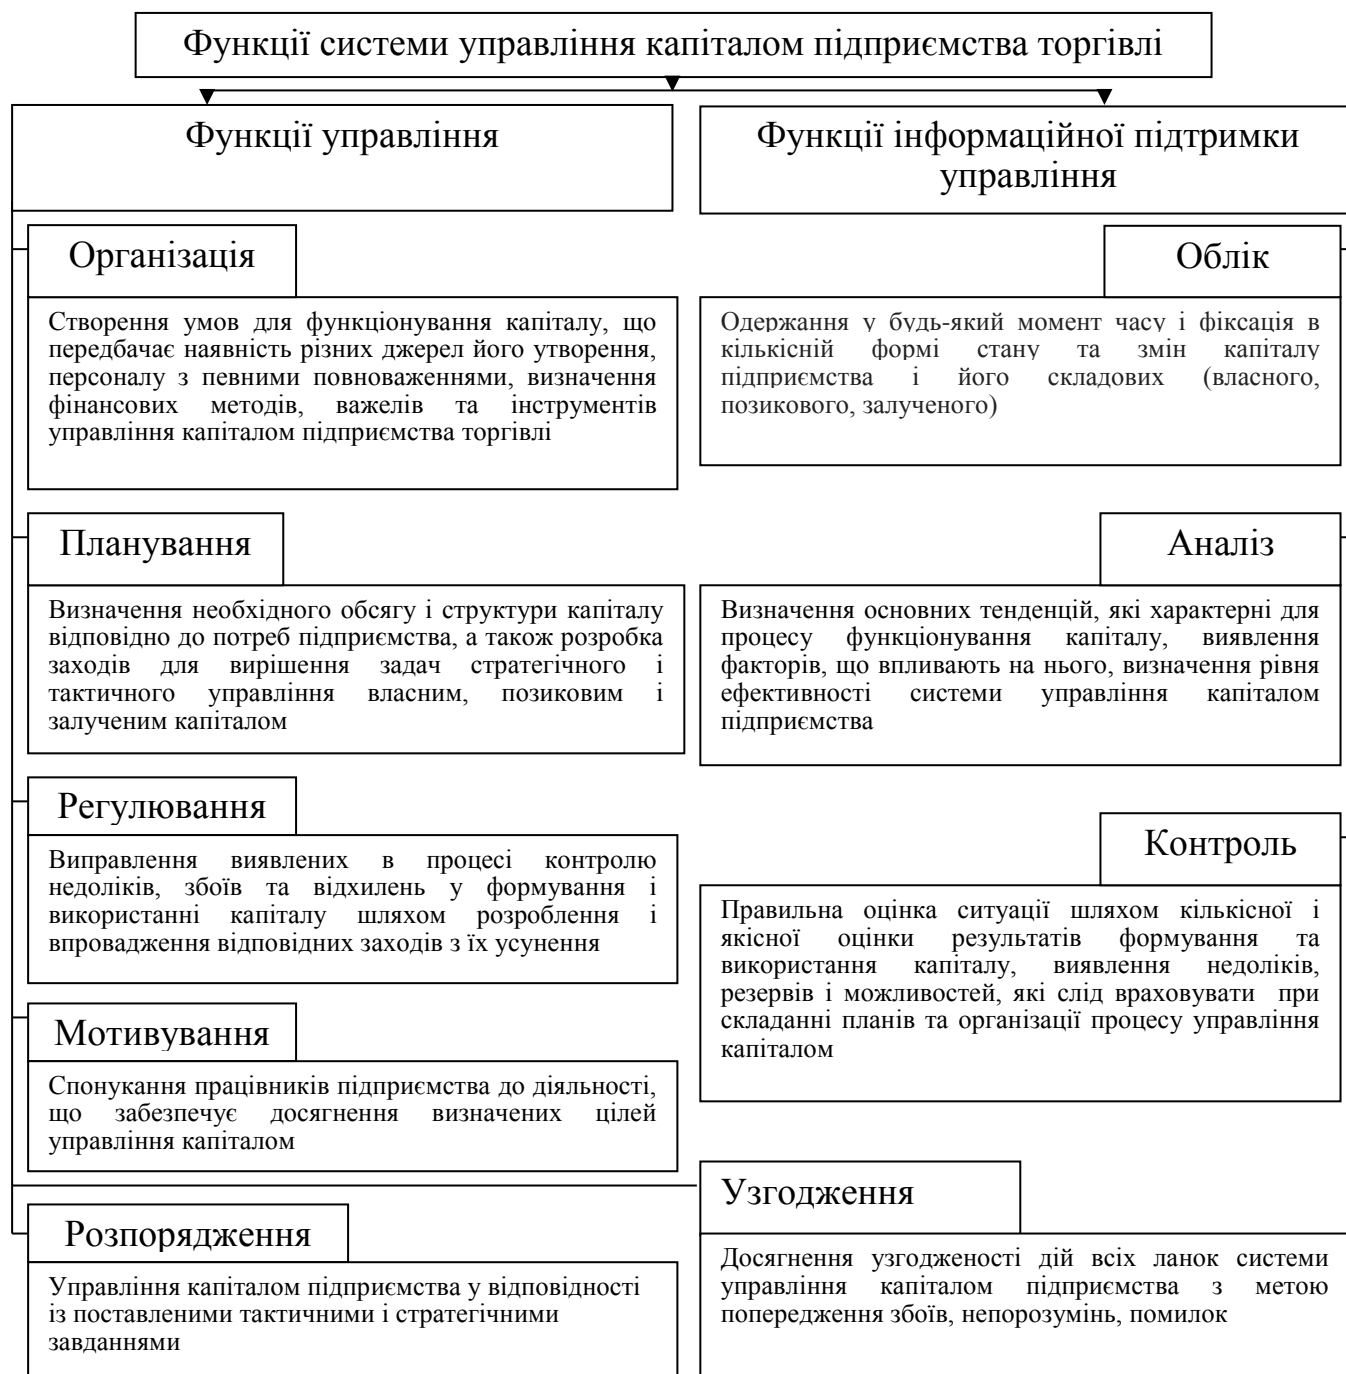 Функції системи управління капіталом підприємства торгівлі
Функції управління
Функції інформаційної підтримки
управління
Організація
Створення умов для функціонування капіталу, що
передбачає наявність різних джерел його утворення,
персоналу з певними повноваженнями, визначення
фінансових методів, важелів та інструментів
управління капіталом підприємства торгівлі
Планування
Визначення необхідного обсягу і структури капіталу
відповідно до потреб підприємства, а також розробка
заходів для вирішення задач стратегічного і
тактичного управління власним, позиковим і
залученим капіталом
Регулювання
Виправлення виявлених в процесі контролю
недоліків, збоїв та відхилень у формування і
використанні капіталу шляхом розроблення і
впровадження відповідних заходів з їх усунення
Мотивування
Спонукання працівників підприємства до діяльності,
що забезпечує досягнення визначених цілей
управління капіталом
Розпорядження
Управління капіталом підприємства у відповідності
із поставленими тактичними і стратегічними
завданнями
Облік
Одержання у будь-який момент часу і фіксація в
кількісній формі стану та змін капіталу
підприємства і його складових (власного,
позикового, залученого)
Аналіз
Визначення основних тенденцій, які характерні для
процесу функціонування капіталу, виявлення
факторів, що впливають на нього, визначення рівня
ефективності системи управління капіталом
підприємства
Контроль
Правильна оцінка ситуації шляхом кількісної і
якісної оцінки результатів формування та
використання капіталу, виявлення недоліків,
резервів і можливостей, які слід враховувати при
складанні планів та організації процесу управління
капіталом
Узгодження
Досягнення узгодженості дій всіх ланок системи
управління капіталом підприємства з метою
попередження збоїв, непорозумінь, помилок